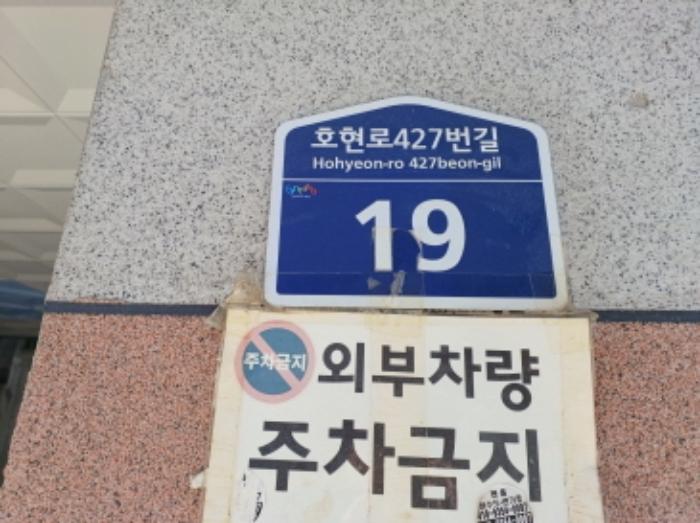 호현로427번길
Hohyeon-ro 427beon-gil
19
주차금지
외부차량
주차금지